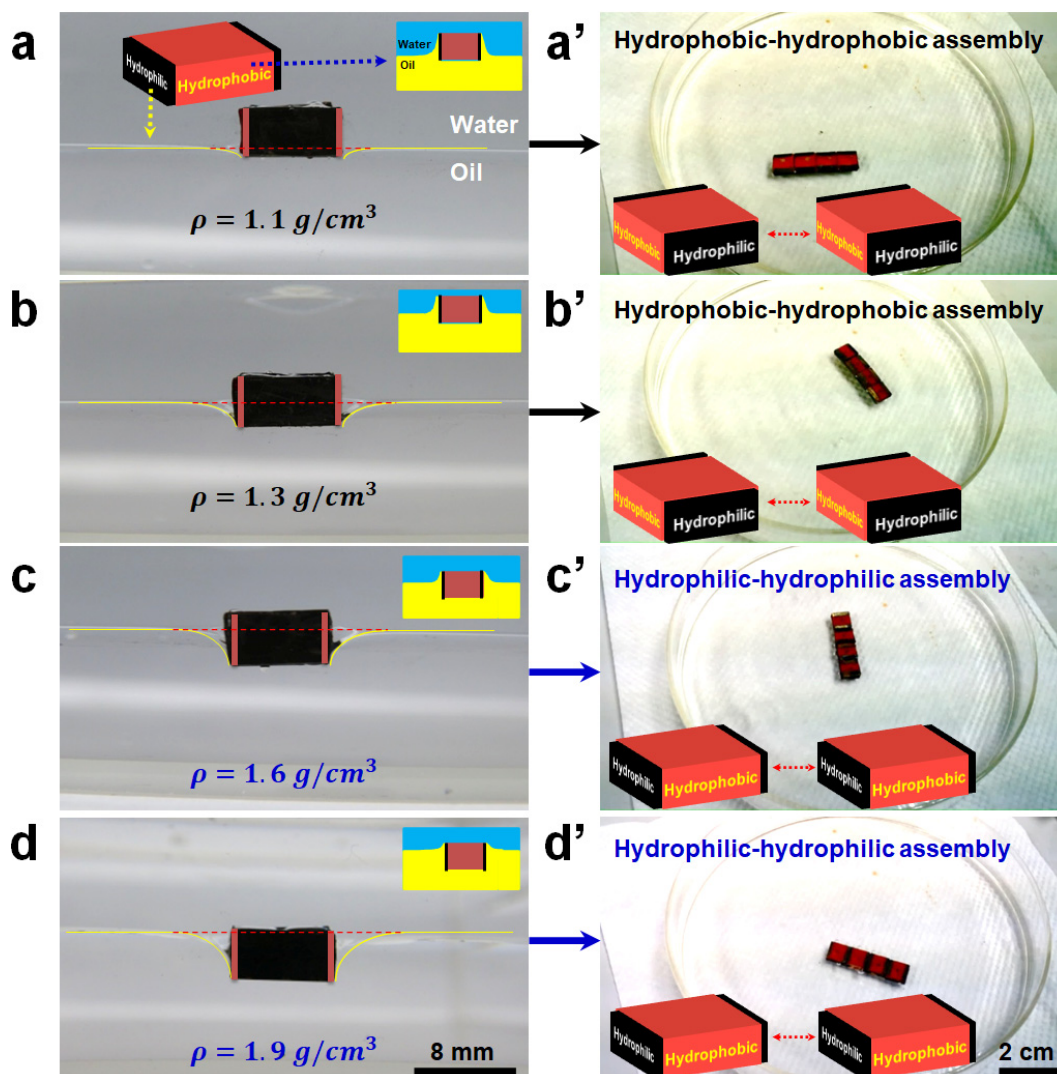 a
Hydrophilic
Hydrophobic
Water
Oil
Water
Oil
ρ = 1.1 g/cm³
a’
Hydrophobic-hydrophobic assembly
Hydrophobic
Hydrophilic
Hydrophobic
Hydrophilic
b
ρ = 1.3 g/cm³
b’
Hydrophobic-hydrophobic assembly
Hydrophobic
Hydrophilic
Hydrophobic
Hydrophilic
c
ρ = 1.6 g/cm³
c’
Hydrophilic-hydrophilic assembly
Hydrophilic
Hydrophobic
Hydrophilic
Hydrophobic
d
ρ = 1.9 g/cm³
8 mm
d’
Hydrophilic-hydrophilic assembly
Hydrophilic
Hydrophobic
Hydrophilic
Hydrophobic
2 cm